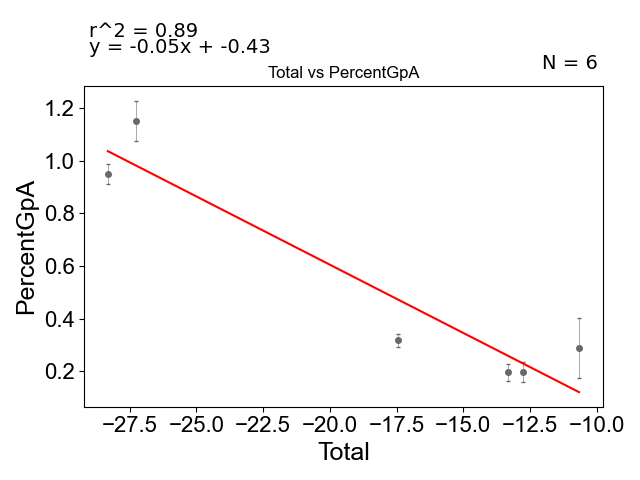 r^2 = 0.89
y = -0.05x + -0.43
N = 6
Total vs PercentGpA
PercentGpA
1.2
1.0
0.8
0.6
0.4
0.2
−27.5 −25.0 −22.5 −20.0 −17.5 −15.0 −12.5 −10.0
Total